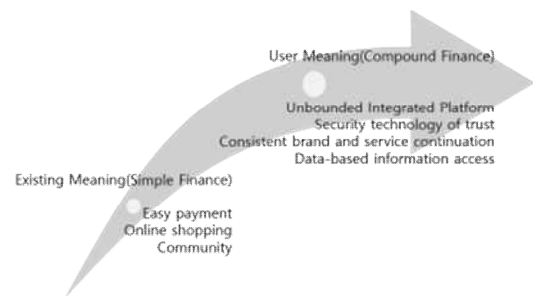 User Meaning(Compound Finance)
Unbounded Integrated Platform
Security technology of trust
Consistent brand and service continuation
Data-based information access
Existing Meaning(Simple Finance)
Easy payment
Online shopping
Community